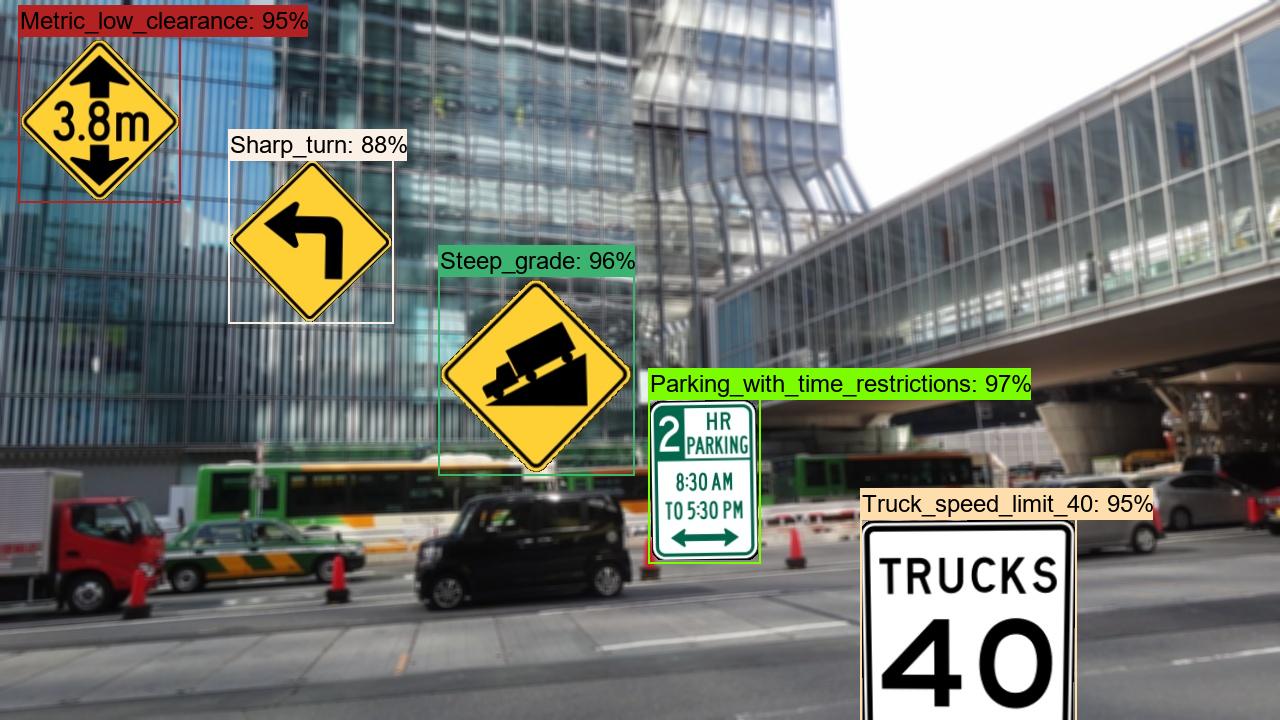 Metric_low_clearance: 95%
3.8m
Sharp_turn: 88%
Steep_grade: 96%
Parking_with_time_restrictions: 97%
2 HR
PARKING
8:30 AM
TO 5:30 PM
Truck_speed_limit_40: 95%
TRUCKS
40